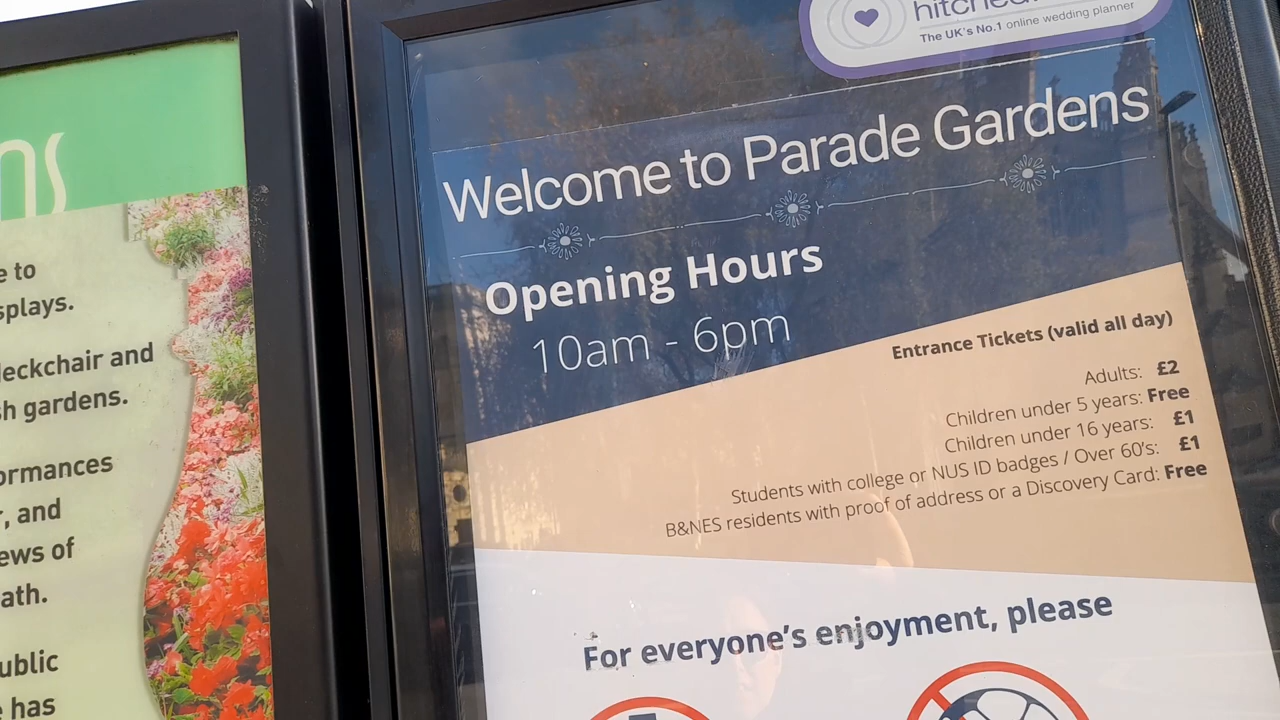 ns
e to
splays.
deckchair and
sh gardens.
ormances
r, and
ews of
ath.
ublic
e has
The UK's No.1 online wedding planner
Welcome to Parade Gardens
Opening Hours
10am - 6pm
Entrance Tickets (valid all day)
Adults: £2
Children under 5 years: Free
Children under 16 years: £1
Students with college or NUS ID badges / Over 60's: £1
B&NES residents with proof of address or a Discovery Card: Free
For everyone's enjoyment, please